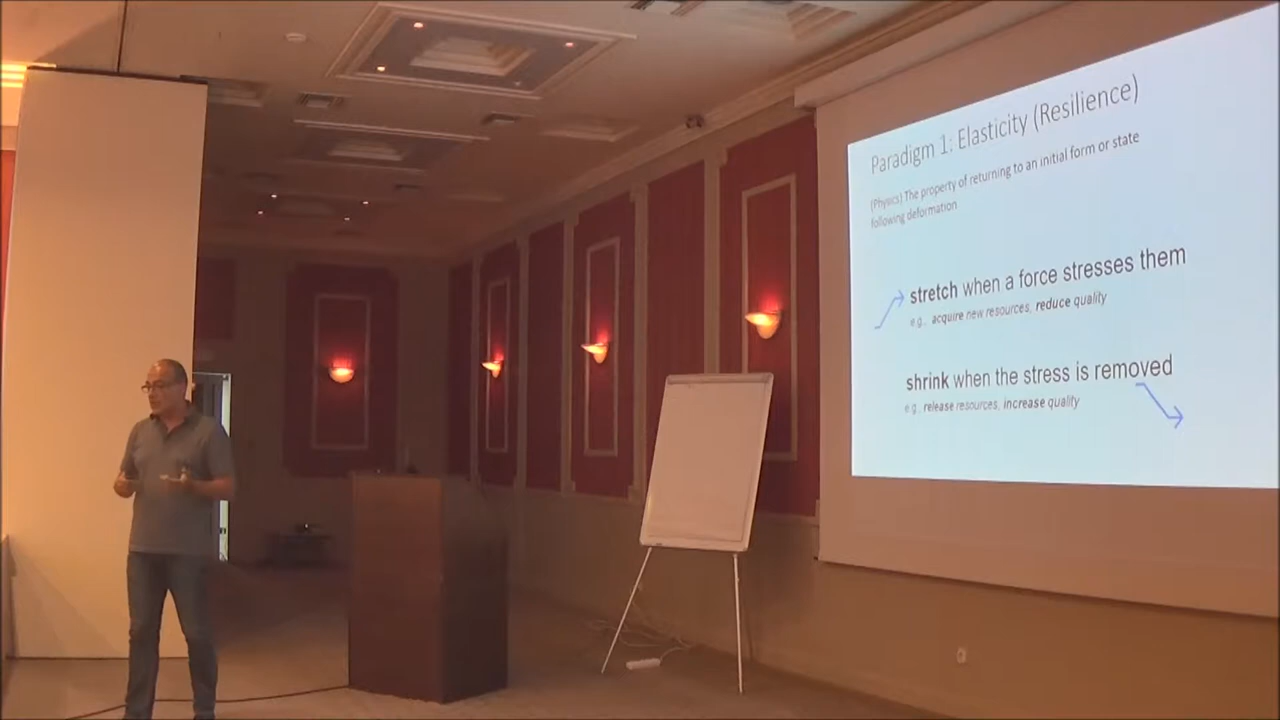 Paradigm 1: Elasticity (Resilience)
(Physics) The property of returning to an initial form or state
following deformation
stretch when a force stresses them
e.g., acquire new resources, reduce quality
shrink when the stress is removed
e.g., release resources, increase quality